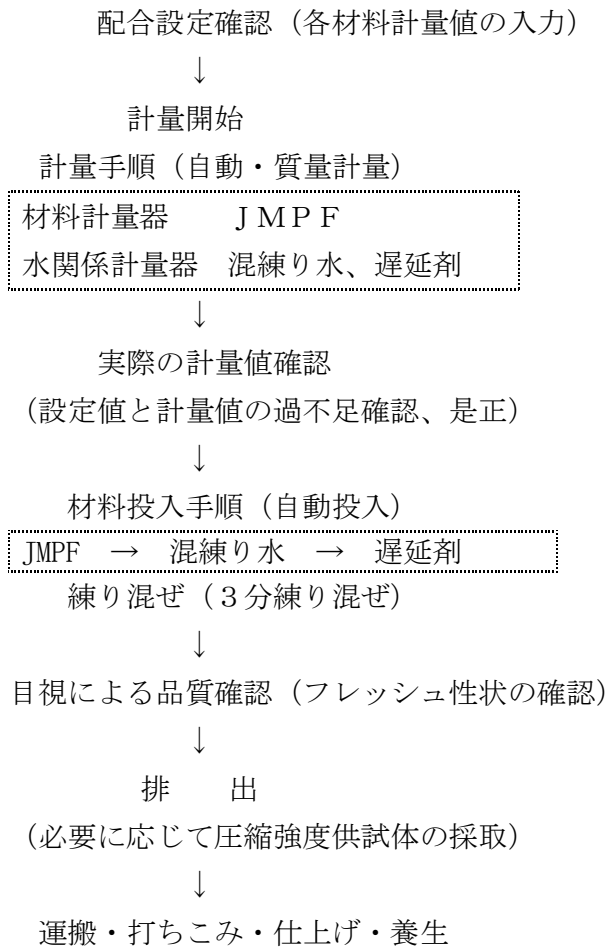 配合設定確認（各材料計量値の入力）
↓
計量開始
計量手順（自動・質量計量）
材料計量器　　ＪＭＰＦ
水関係計量器　混練り水、遅延剤
↓
実際の計量値確認
（設定値と計量値の過不足確認、是正）
↓
材料投入手順（自動投入）
JMPF　→　混練り水　→　遅延剤
練り混ぜ（３分練り混ぜ）
↓
目視による品質確認（フレッシュ性状の確認）
↓
排　　出
（必要に応じて圧縮強度供試体の採取）
↓
運搬・打ちこみ・仕上げ・養生